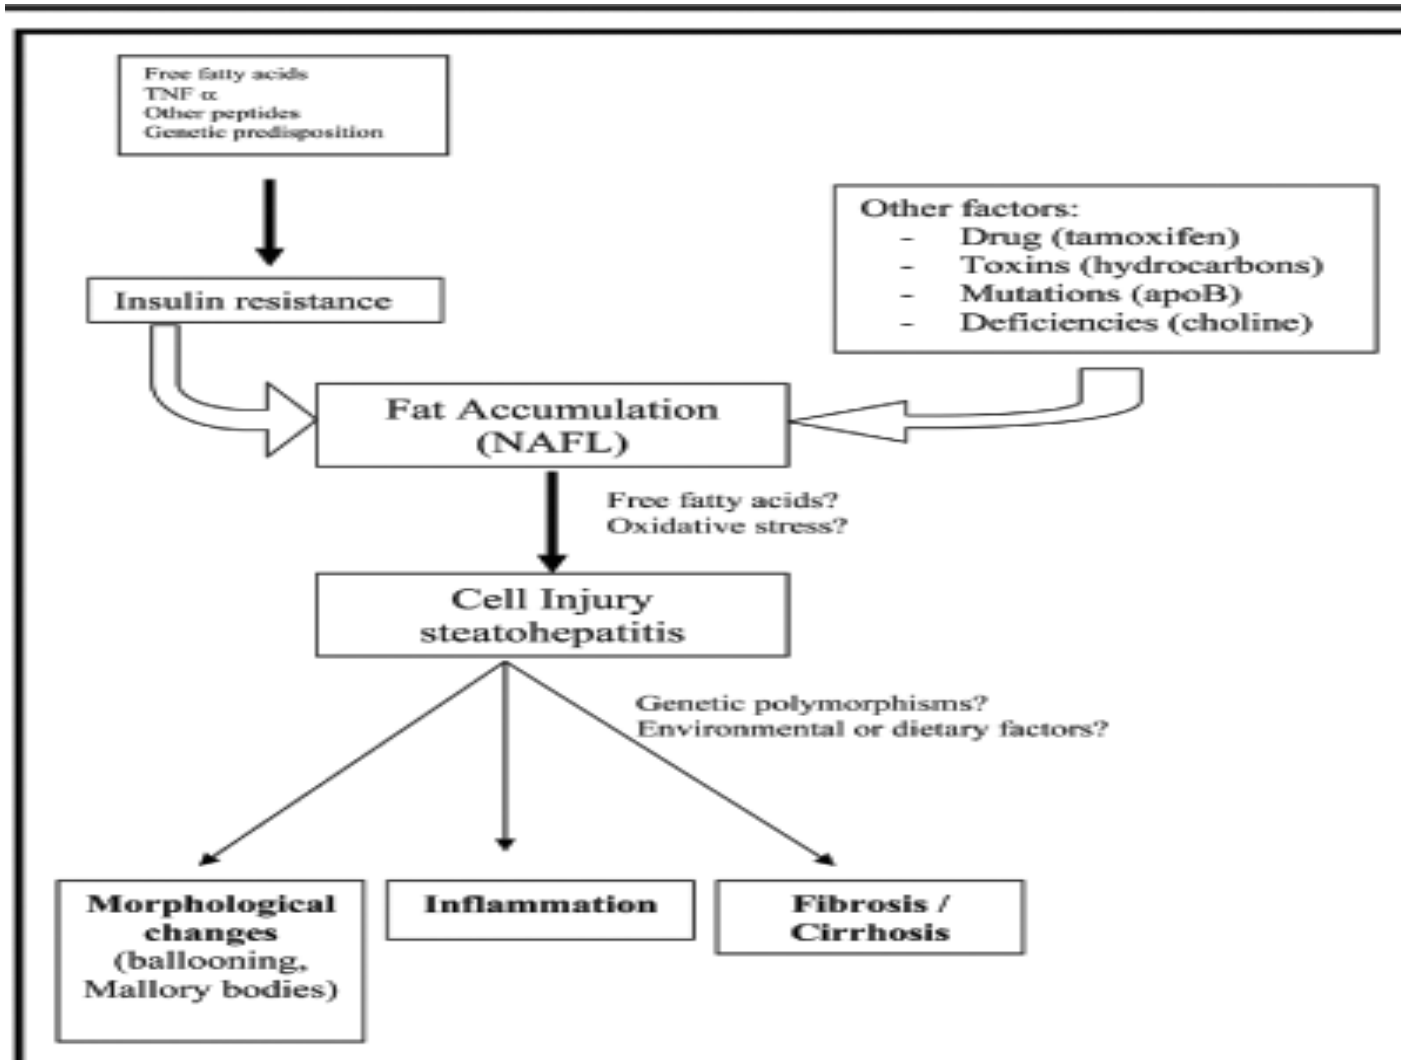 Free fatty acids
TNF α
Other peptides
Genetic predisposition
Insulin resistance
Other factors:
- Drug (tamoxifen)
- Toxins (hydrocarbons)
- Mutations (apoB)
- Deficiencies (choline)
Fat Accumulation
(NAFL)
Free fatty acids?
Oxidative stress?
Cell Injury
steatohepatitis
Genetic polymorphisms?
Environmental or dietary factors?
Morphological
changes
(ballooning,
Mallory bodies)
Inflammation
Fibrosis /
Cirrhosis